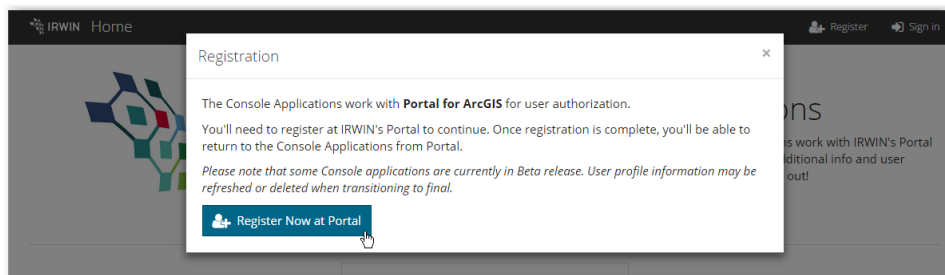 IRWIN Home
Register
Sign in
Registration
×
The Console Applications work with Portal for ArcGIS for user authorization.
You'll need to register at IRWIN's Portal to continue. Once registration is complete, you'll be able to
return to the Console Applications from Portal.
Please note that some Console applications are currently in Beta release. User profile information may be
refreshed or deleted when transitioning to final.
Register Now at Portal
ns work with IRWIN's Portal
ditional info and user
out!